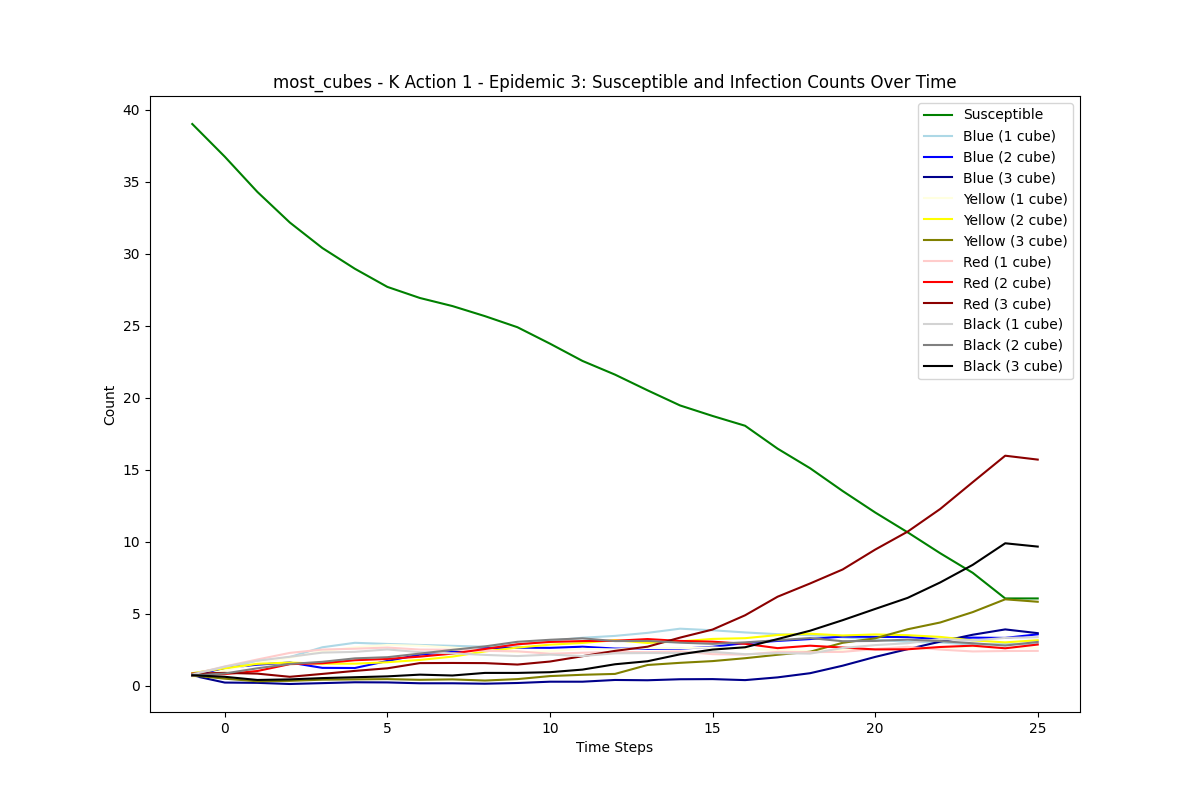 most_cubes - K Action 1 - Epidemic 3: Susceptible and Infection Counts Over Time
40
35
30
25
20
15
10
5
0
Count
Susceptible
Blue (1 cube)
Blue (2 cube)
Blue (3 cube)
Yellow (1 cube)
Yellow (2 cube)
Yellow (3 cube)
Red (1 cube)
Red (2 cube)
Red (3 cube)
Black (1 cube)
Black (2 cube)
Black (3 cube)
0 5 10 15 20 25
Time Steps